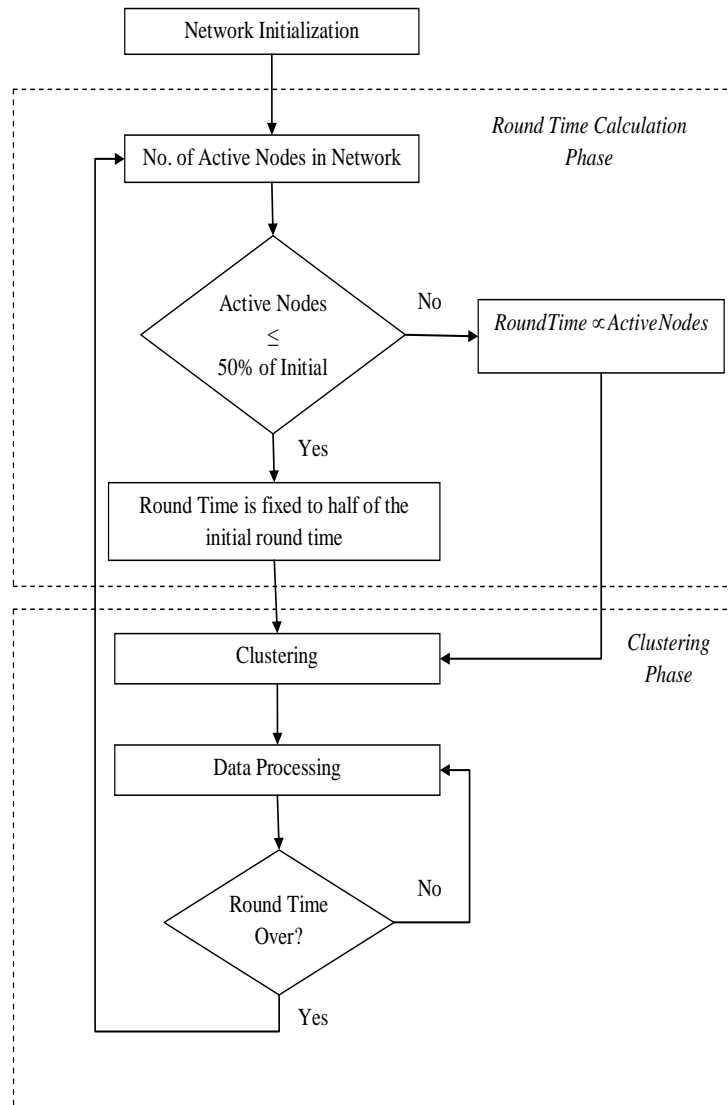 Network Initialization
Round Time Calculation
Phase
No. of Active Nodes in Network
Active Nodes
≤
50% of Initial
No
RoundTime ∝ ActiveNodes
Yes
Round Time is fixed to half of the
initial round time
Clustering
Clustering
Phase
Data Processing
Round Time
Over?
No
Yes